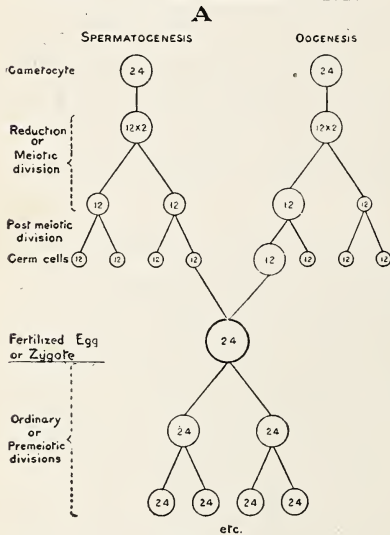 A
SPERMATOGENESIS OOGENESIS
Gametocyte 24 24
Reduction
or
Meiotic
division
12×2 12×2
12 12 12 12
Post meiotic
division
Germ cells 12 12 12 12 12 12 12 12
Fertilized Egg
or Zygote
24
Ordinary
or
Premeiotic
divisions
24 24
24 24 24 24
etc.